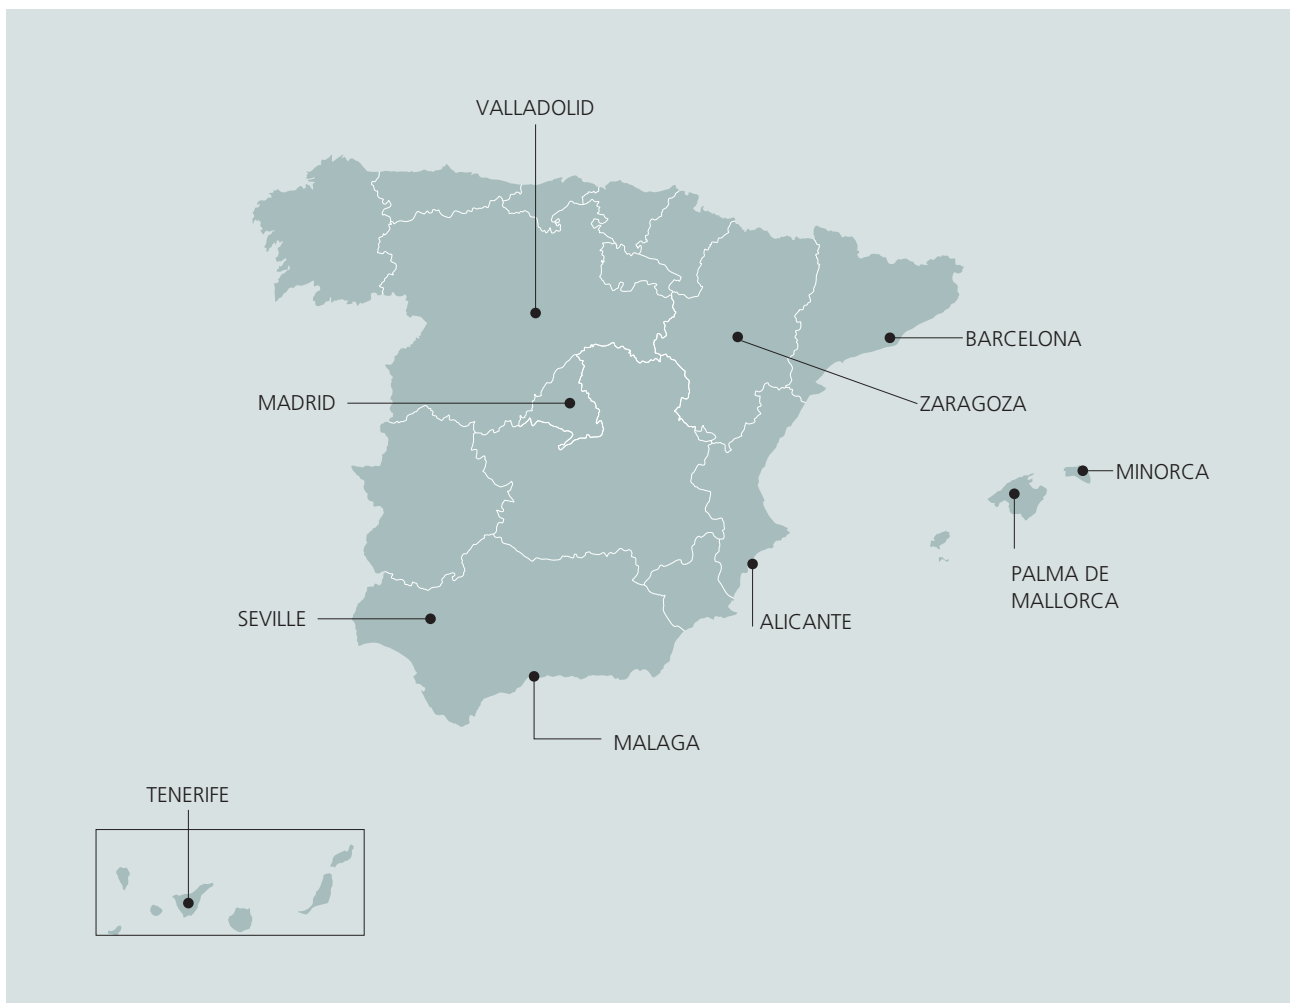 VALLADOLID
BARCELONA
MADRID
ZARAGOZA
MINORCA
PALMA DE
MALLORCA
SEVILLE
ALICANTE
MALAGA
TENERIFE